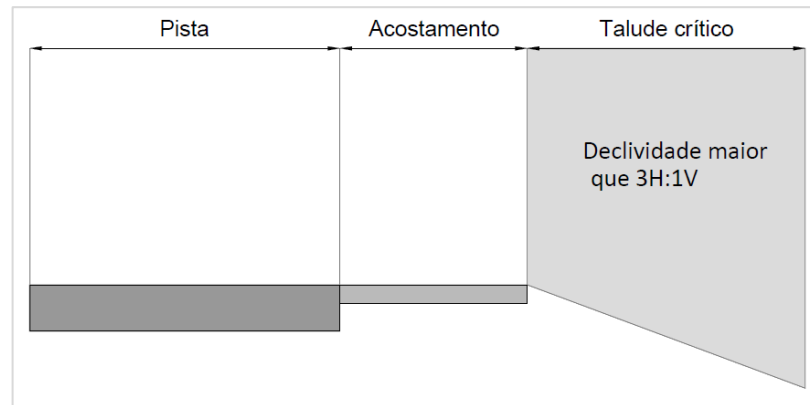 Pista
Acostamento
Talude crítico
Declividade maior
que 3H:1V